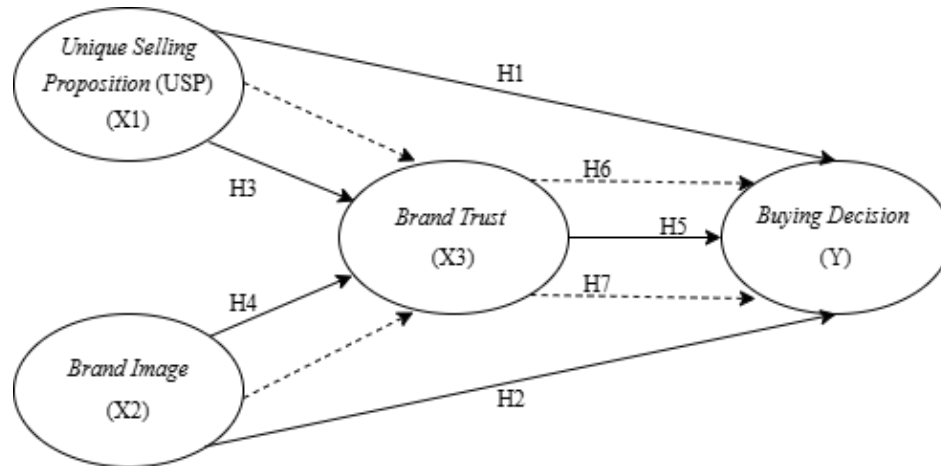 Unique Selling
Proposition (USP)
(X1)
H1
H3
H6
Brand Trust
(X3)
H5
Buying Decision
(Y)
H7
H4
Brand Image
(X2)
H2